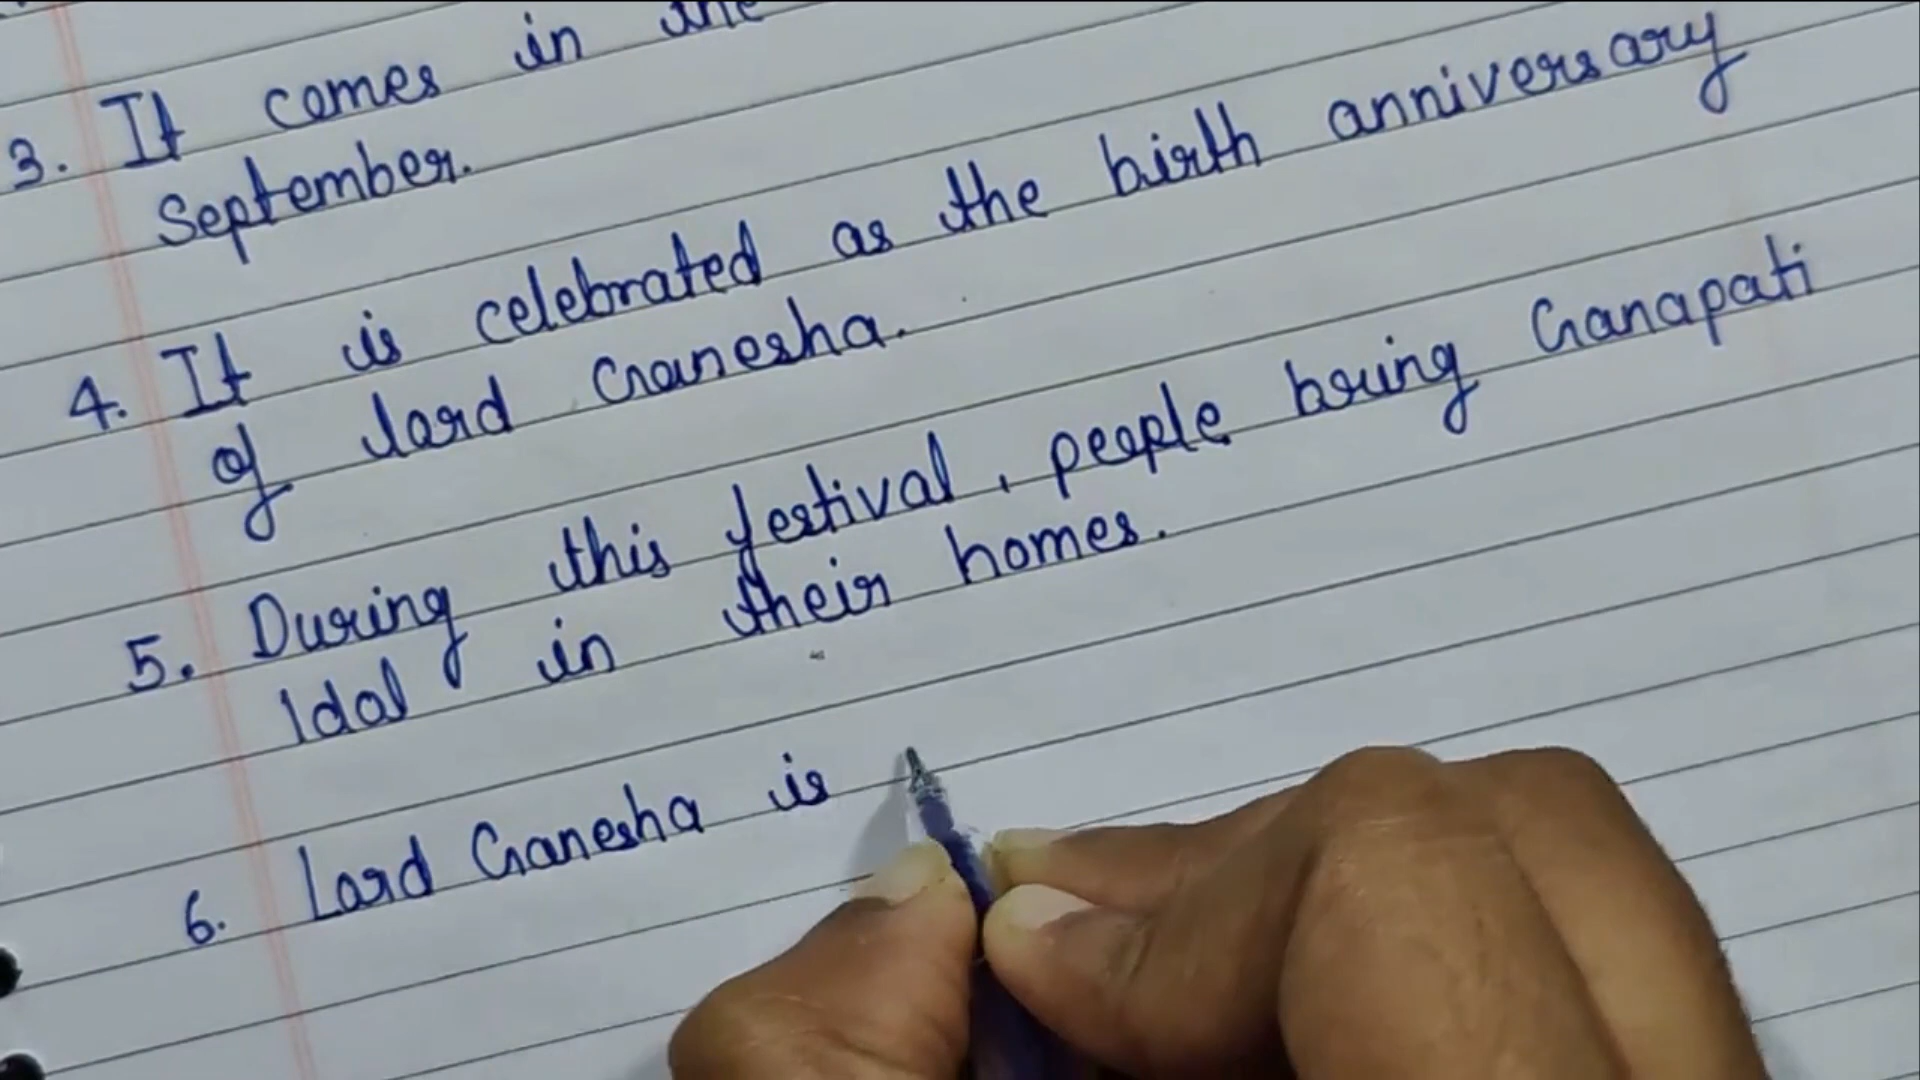 3. It comes in the
September.
4. It is celebrated as the birth anniversary
of lord Ganesha.
5. During this festival, people bring Ganapati
Idol in their homes.
6. Lord Ganesha is